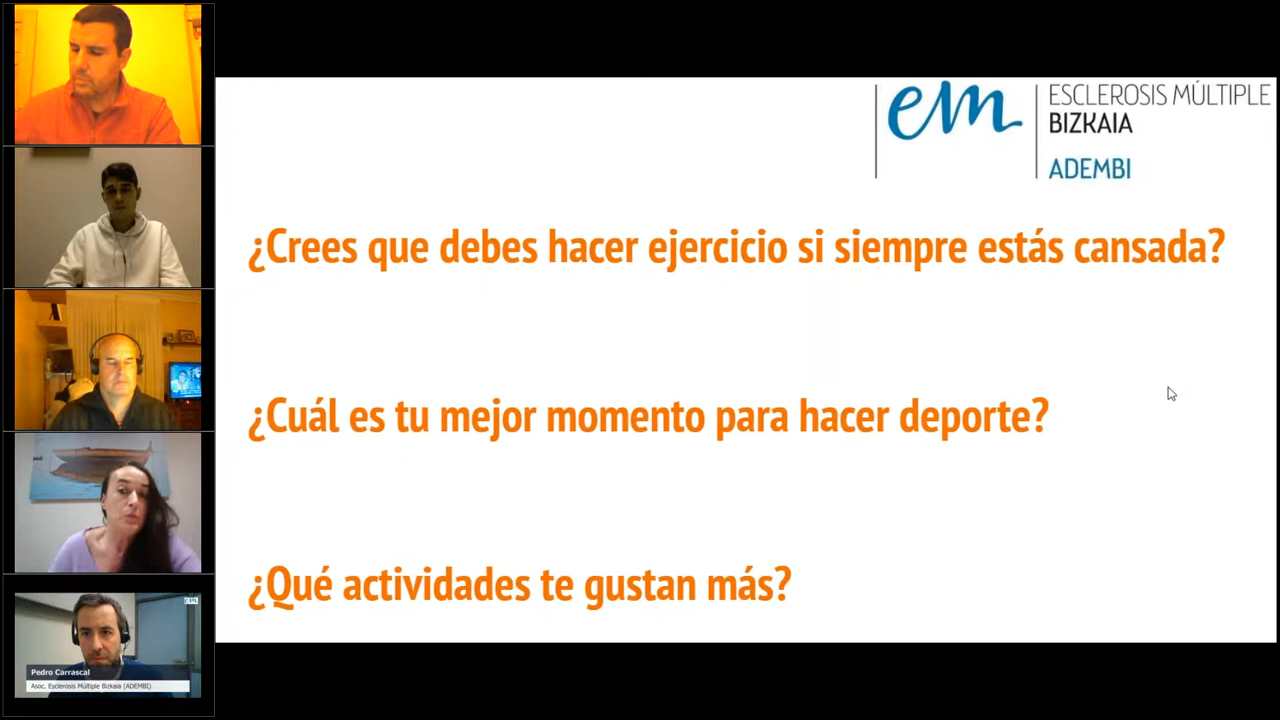 em
ESCLEROSIS MÚLTIPLE
BIZKAIA
ADEMBI
¿Crees que debes hacer ejercicio si siempre estás cansada?
¿Cuál es tu mejor momento para hacer deporte?
¿Qué actividades te gustan más?
em
Pedro Carrascal
Asoc. Esclerosis Múltiple Bizkaia (ADEMBI)